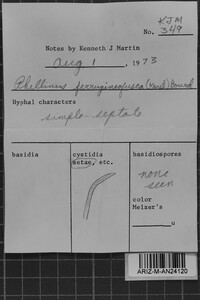 KJM
No. 349
Notes by Kenneth J Martin
Aug 1, 1973
Phellinus ferruginofusca (Karst) Bourd
Hyphal characters
simple-septate
basidia
cystidia
setae, etc.
basidiospores
none
seen
color
Melzer's
u
ARIZ-M-AN24120